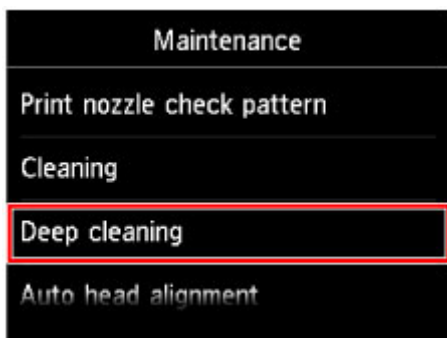 Maintenance
Print nozzle check pattern
Cleaning
Deep cleaning
Auto head alignment